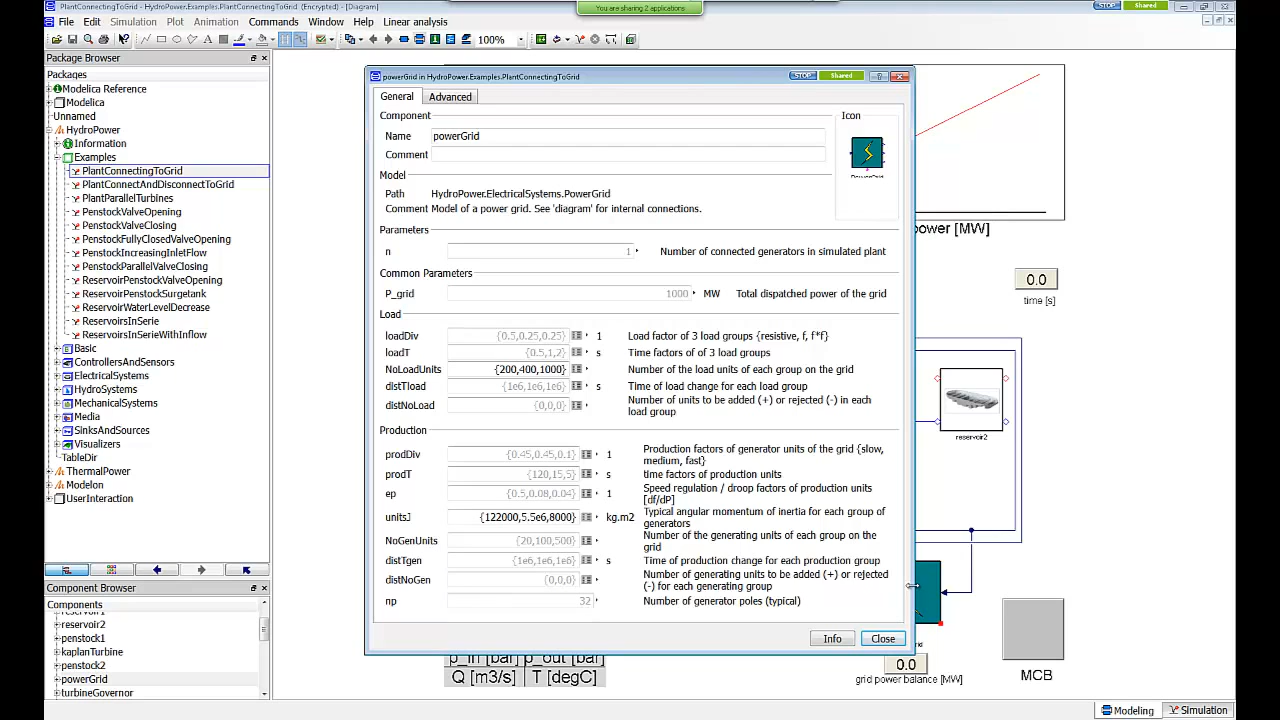 PlantConnectingToGrid - HydroPower.Examples.PlantConnectingToGrid (Encrypted) - [Diagram]
You are sharing 2 applications
STOP
Shared
File Edit Simulation Plot Animation Commands Window Help Linear analysis
100%
Package Browser
Packages
Modelica Reference
Modelica
Unnamed
HydroPower
Information
Examples
PlantConnectingToGrid
PlantConnectAndDisconnectToGrid
PlantParallelTurbines
PenstockValveOpening
PenstockValveClosing
PenstockFullyClosedValveOpening
PenstockIncreasingInletFlow
PenstockParallelValveClosing
ReservoirPenstockValveOpening
ReservoirPenstockSurgetank
ReservoirWaterLevelDecrease
ReservoirsInSerie
ReservoirsInSerieWithInflow
Basic
ControllersAndSensors
ElectricalSystems
HydroSystems
MechanicalSystems
Media
SinksAndSources
Visualizers
TableDir
ThermalPower
Modelon
UserInteraction
Component Browser
Components
reservoir1
reservoir2
penstock1
kaplanTurbine
penstock2
powerGrid
turbineGovernor
powerGrid in HydroPower.Examples.PlantConnectingToGrid
STOP
Shared
General Advanced
Component
Icon
Name powerGrid
Comment
PowerGrid
Model
Path HydroPower.ElectricalSystems.PowerGrid
Comment Model of a power grid. See 'diagram' for internal connections.
Parameters
n 1 Number of connected generators in simulated plant
Common Parameters
P_grid 1000 MW Total dispatched power of the grid
Load
loadDiv {0.5,0.25,0.25} 1 Load factor of 3 load groups {resistive, f, f*f}
loadT {0.5,1,2} s Time factors of of 3 load groups
NoLoadUnits {200,400,1000} Number of the load units of each group on the grid
distTload {1e6,1e6,1e6} s Time of load change for each load group
distNoLoad {0,0,0} Number of units to be added (+) or rejected (-) in each
load group
Production
prodDiv {0.45,0.45,0.1} 1 Production factors of generator units of the grid {slow,
medium, fast}
prodT {120,15,5} s time factors of production units
ep {0.5,0.08,0.04} 1 Speed regulation / droop factors of production units
[df/dP]
unitsJ {122000,5.5e6,8000} kg.m2 Typical angular momentum of inertia for each group of
generators
NoGenUnits {20,100,500} Number of the generating units of each group on the
grid
distTgen {1e6,1e6,1e6} s Time of production change for each production group
distNoGen {0,0,0} Number of generating units to be added (+) or rejected
(-) for each generating group
np 32 Number of generator poles (typical)
Info Close
power [MW]
0.0
time [s]
reservoir2
p_in [bar] p_out [bar]
Q [m3/s] T [degC]
0.0
grid power balance [MW]
MCB
Modeling Simulation